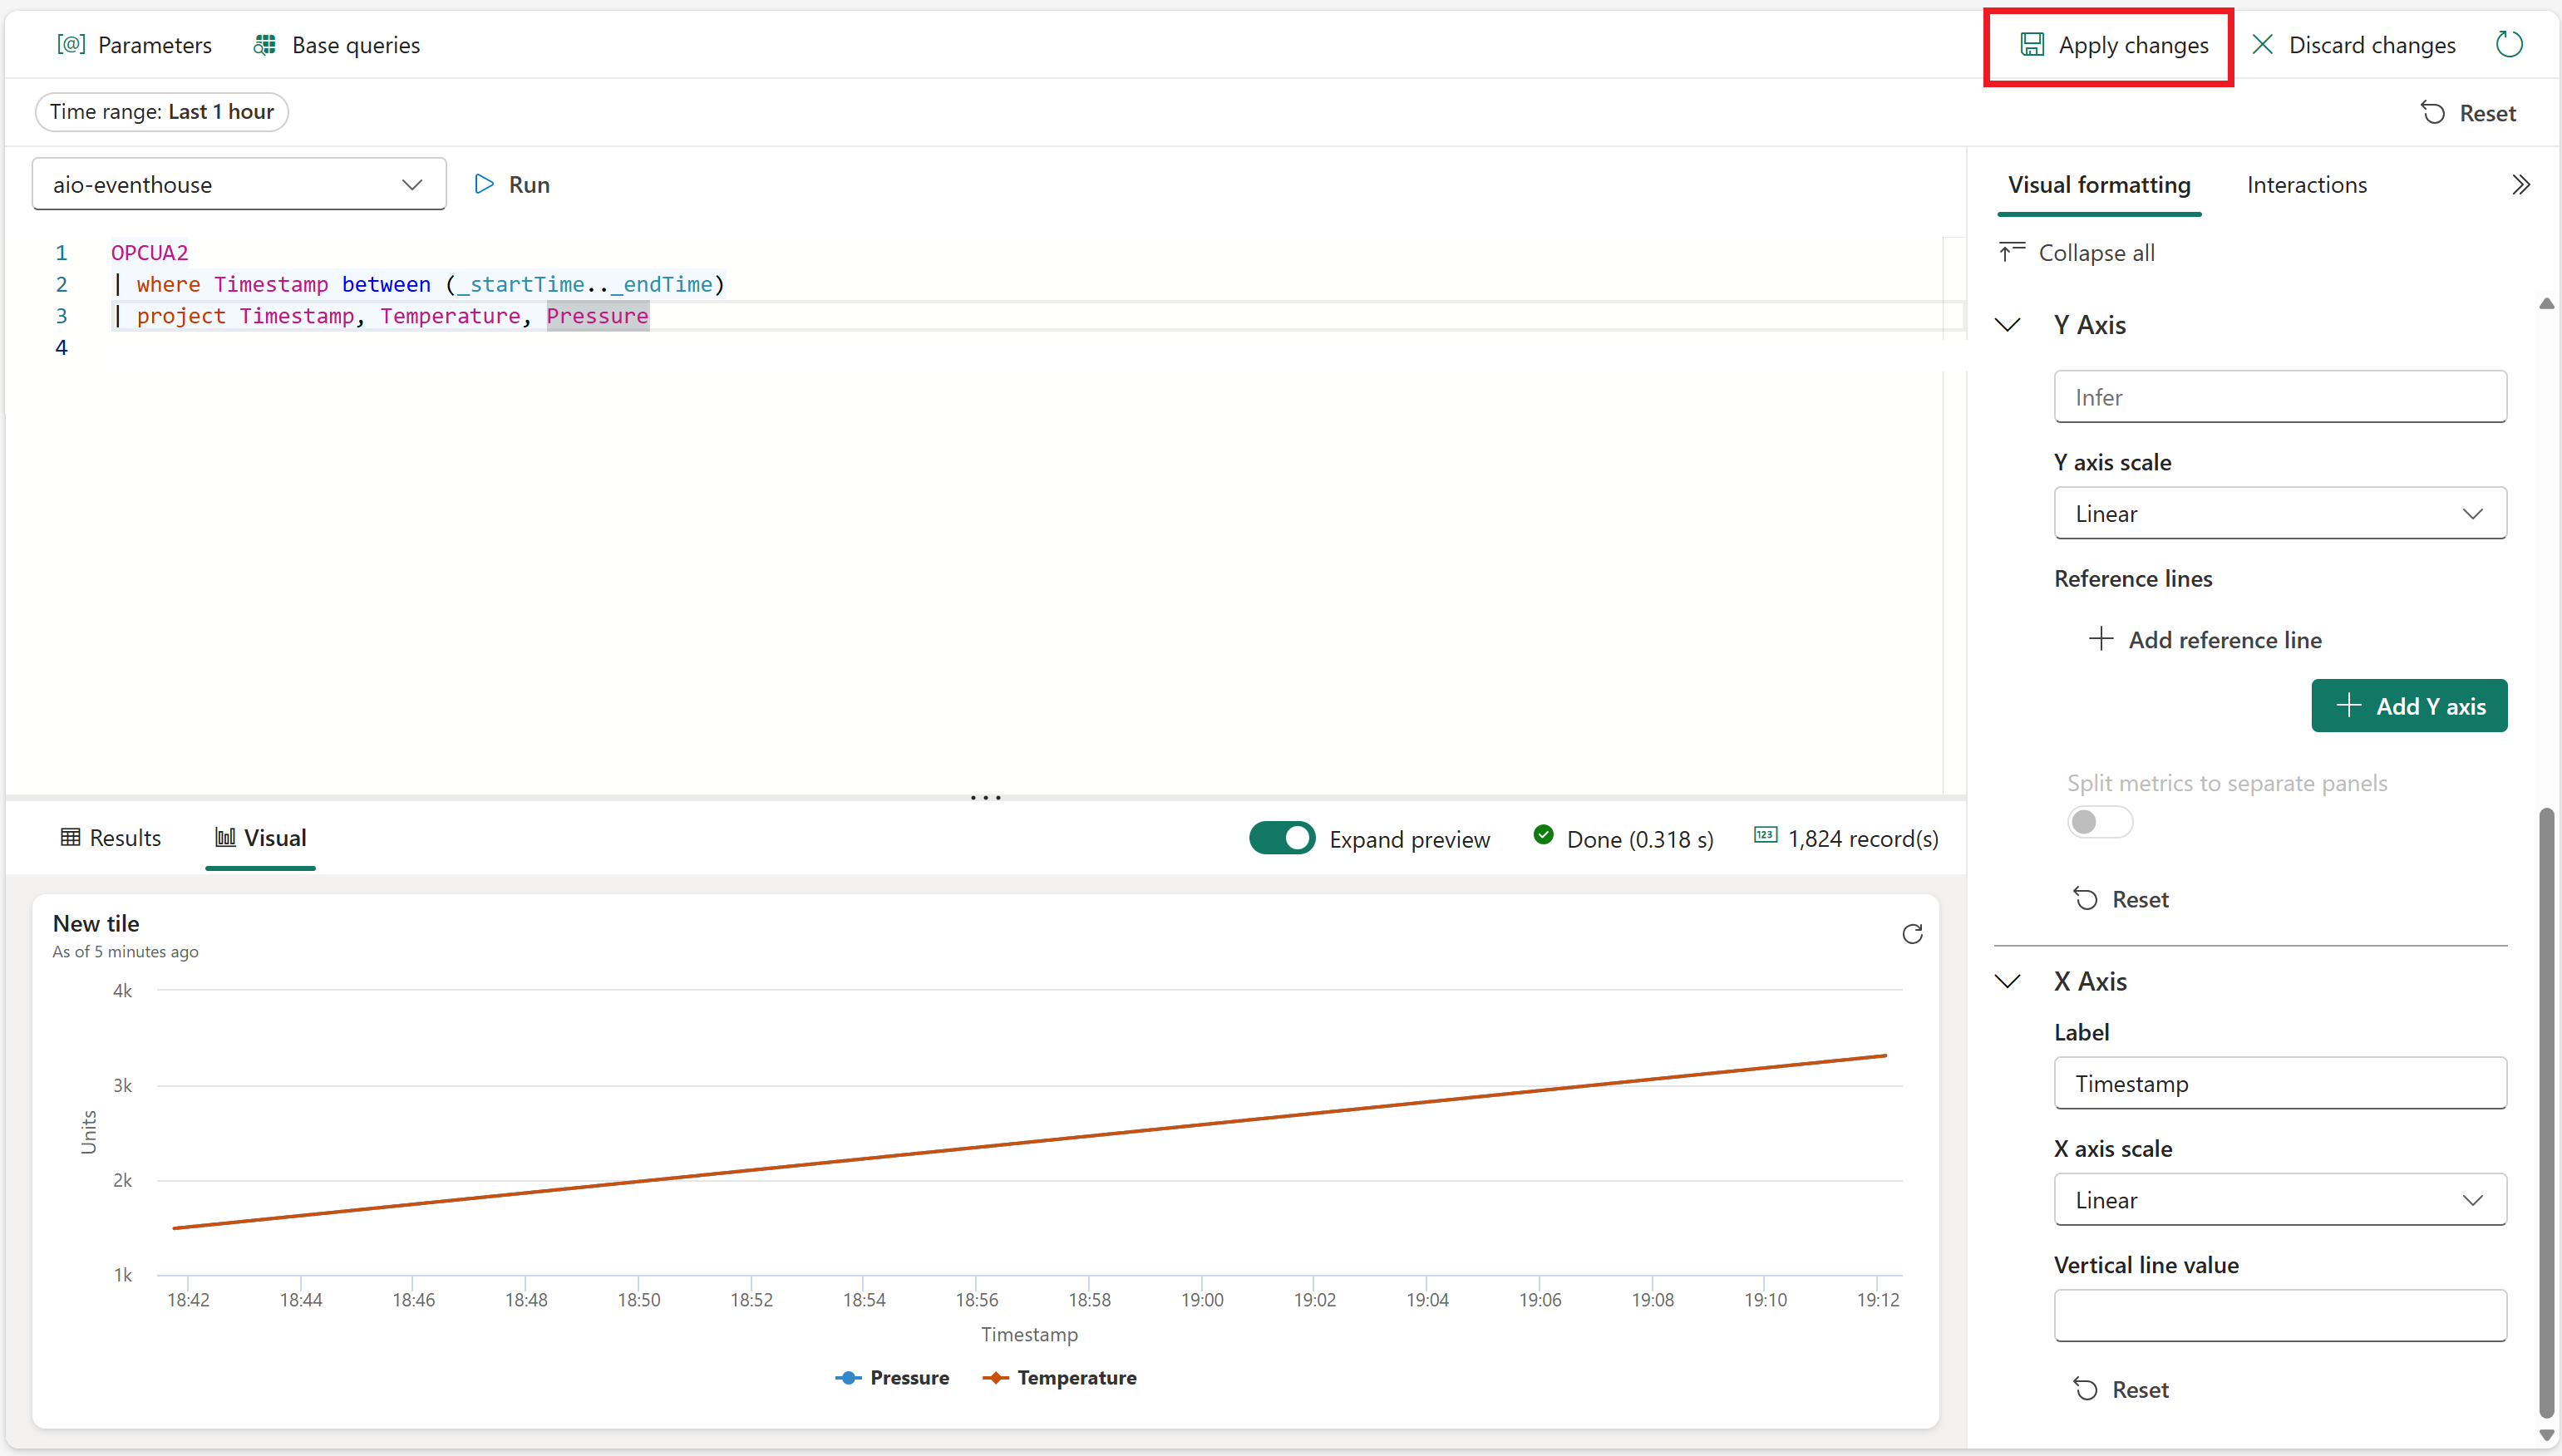 [@] Parameters Base queries Apply changes Discard changes
Time range: Last 1 hour Reset
aio-eventhouse Run
Visual formatting Interactions
1 OPCUA2
2 | where Timestamp between (_startTime.._endTime)
3 | project Timestamp, Temperature, Pressure
4
Collapse all
Y Axis
Infer
Y axis scale
Linear
Reference lines
Add reference line
Add Y axis
Split metrics to separate panels
Reset
X Axis
Label
Timestamp
X axis scale
Linear
Vertical line value
Reset
Results Visual Expand preview Done (0.318 s) 123 1,824 record(s)
New tile
As of 5 minutes ago
4k
3k
2k
1k
Units
18:42 18:44 18:46 18:48 18:50 18:52 18:54 18:56 18:58 19:00 19:02 19:04 19:06 19:08 19:10 19:12
Timestamp
Pressure Temperature